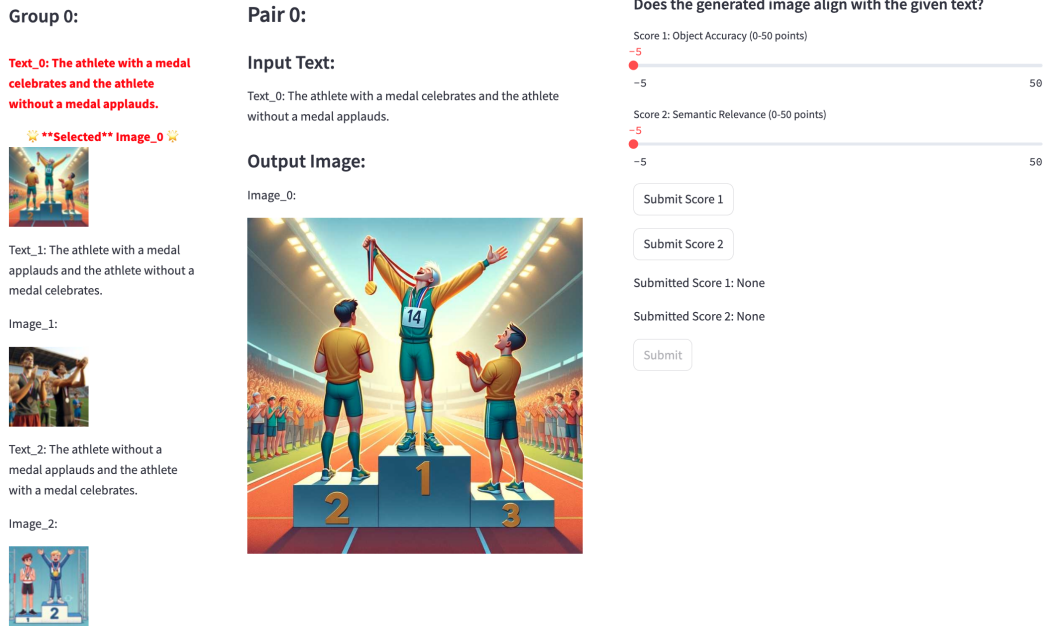 Group 0:
Text_0: The athlete with a medal
celebrates and the athlete
without a medal applauds.
🌟 **Selected** Image_0 🌟
Text_1: The athlete with a medal
applauds and the athlete without a
medal celebrates.
Image_1:
Text_2: The athlete without a
medal applauds and the athlete
with a medal celebrates.
Image_2:
2
Pair 0:
Input Text:
Text_0: The athlete with a medal celebrates and the athlete
without a medal applauds.
Output Image:
Image_0:
14
1
2
3
Does the generated image align with the given text?
Score 1: Object Accuracy (0-50 points)
−5
−5 50
Score 2: Semantic Relevance (0-50 points)
−5
−5 50
Submit Score 1
Submit Score 2
Submitted Score 1: None
Submitted Score 2: None
Submit